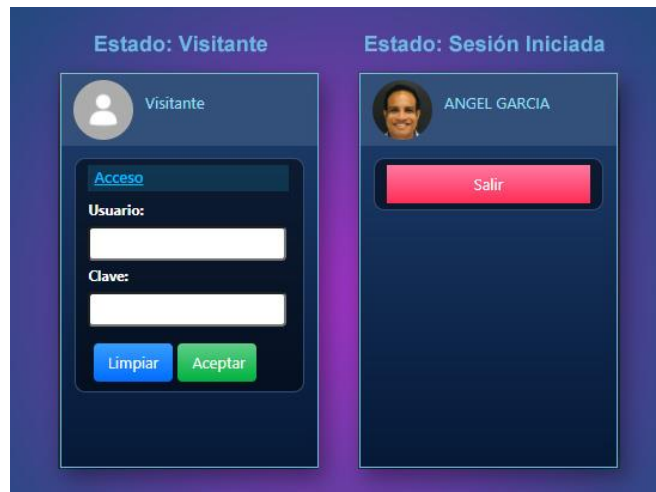 Estado: Visitante
Visitante
Acceso
Usuario:
Clave:
Limpiar Aceptar
Estado: Sesión Iniciada
ANGEL GARCIA
Salir